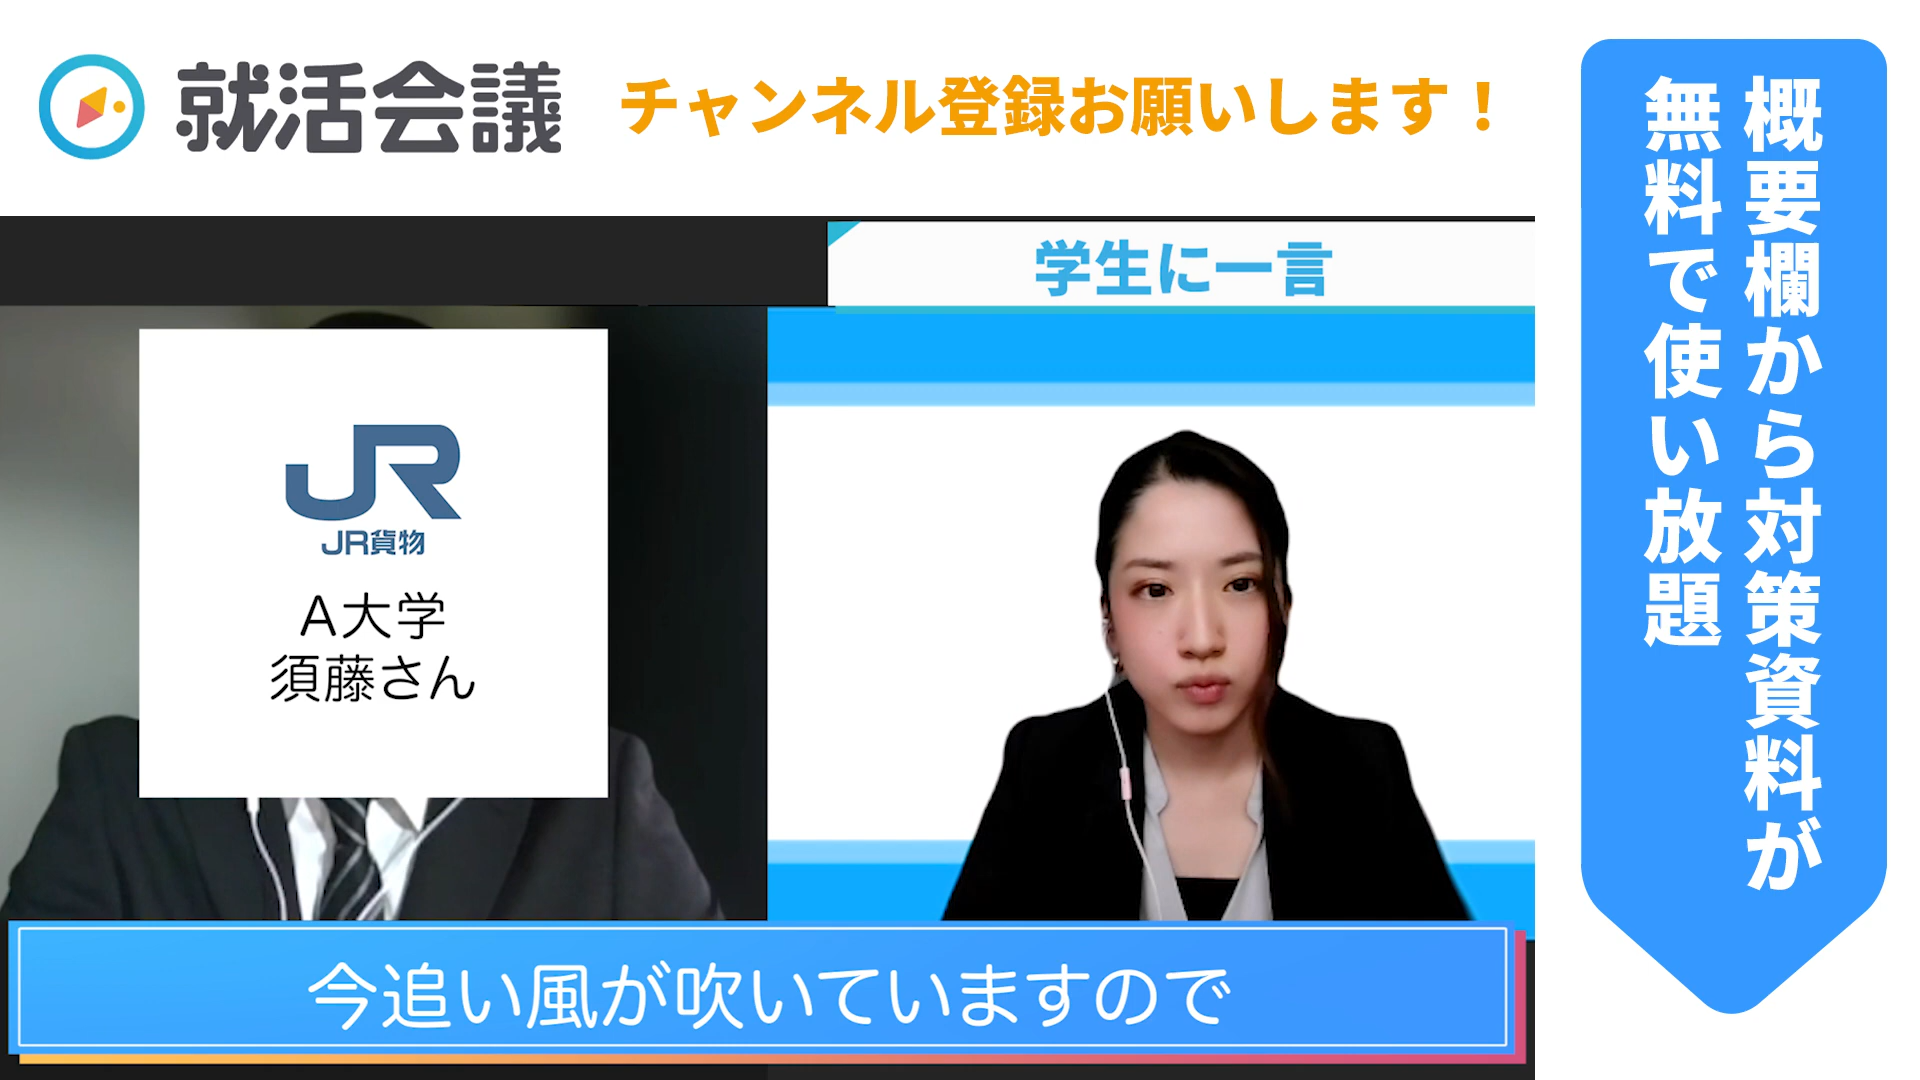 就活会議
チャンネル登録お願いします！
概要欄から対策資料が
無料で使い放題
学生に一言
JR
JR貨物
A大学
須藤さん
今追い風が吹いていますので